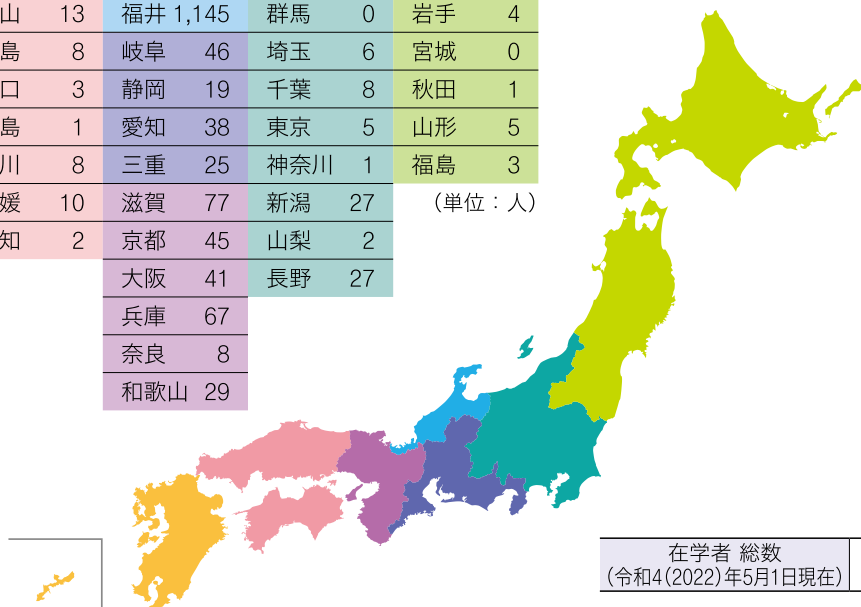 山 13
島 8
口 3
島 1
川 8
媛 10
知 2
福井 1,145
岐阜 46
静岡 19
愛知 38
三重 25
滋賀 77
京都 45
大阪 41
兵庫 67
奈良 8
和歌山 29
群馬 0
埼玉 6
千葉 8
東京 5
神奈川 1
新潟 27
山梨 2
長野 27
岩手 4
宮城 0
秋田 1
山形 5
福島 3
（単位：人）
在学者 総数
（令和4（2022）年5月1日現在）